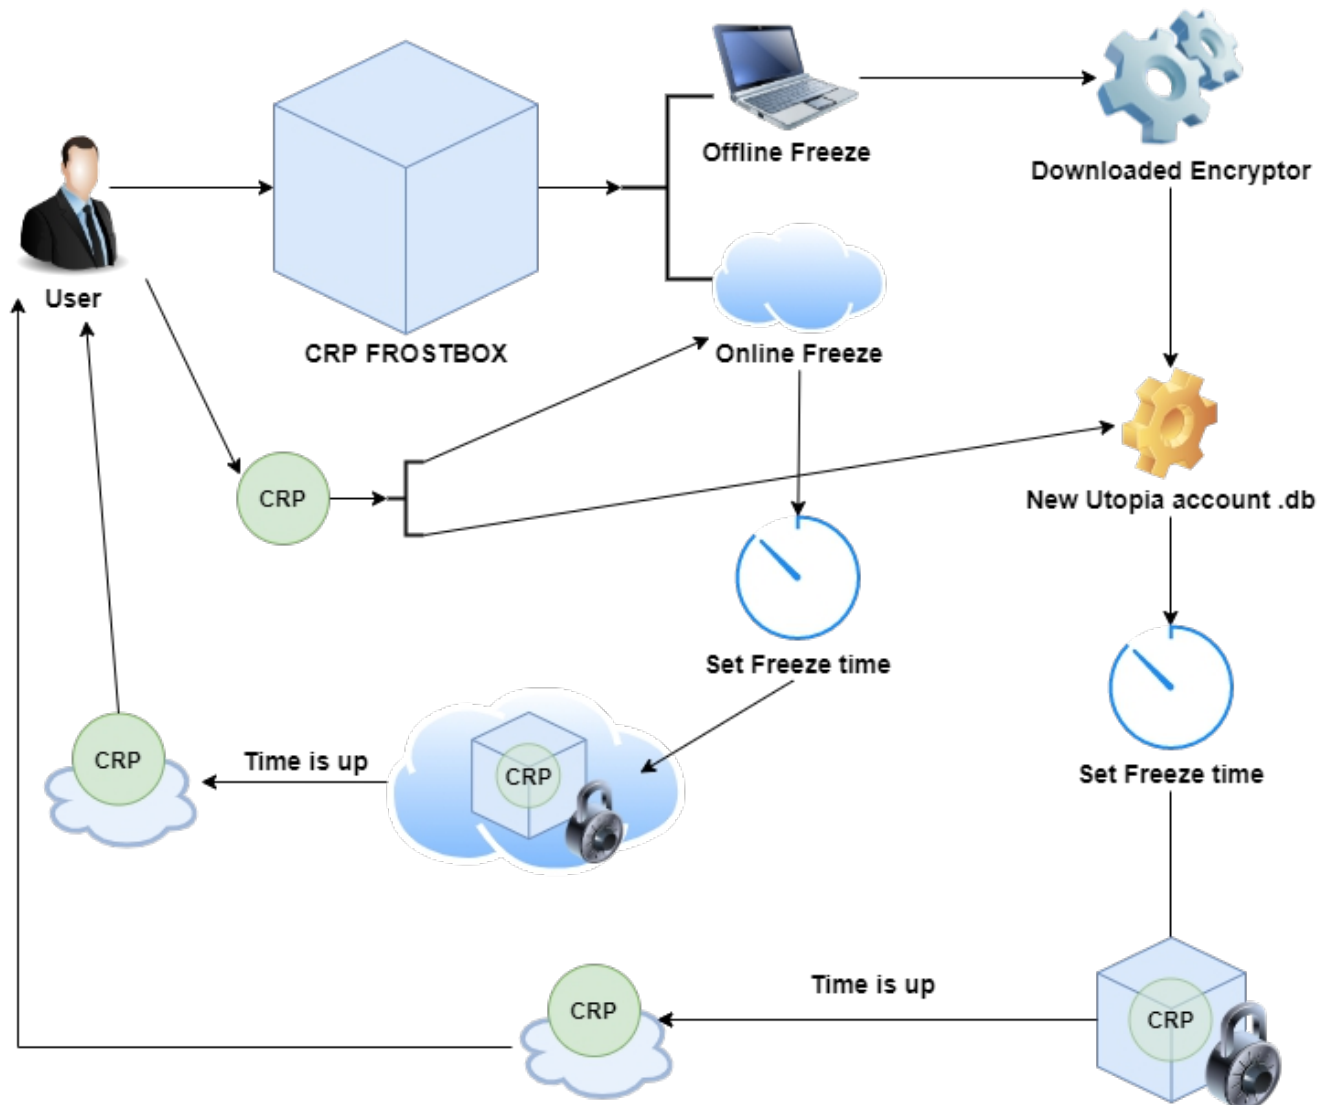 Offline Freeze
Downloaded Encryptor
User
CRP FROSTBOX
Online Freeze
CRP
New Utopia account .db
Set Freeze time
CRP
Time is up
CRP
Set Freeze time
Time is up
CRP
CRP